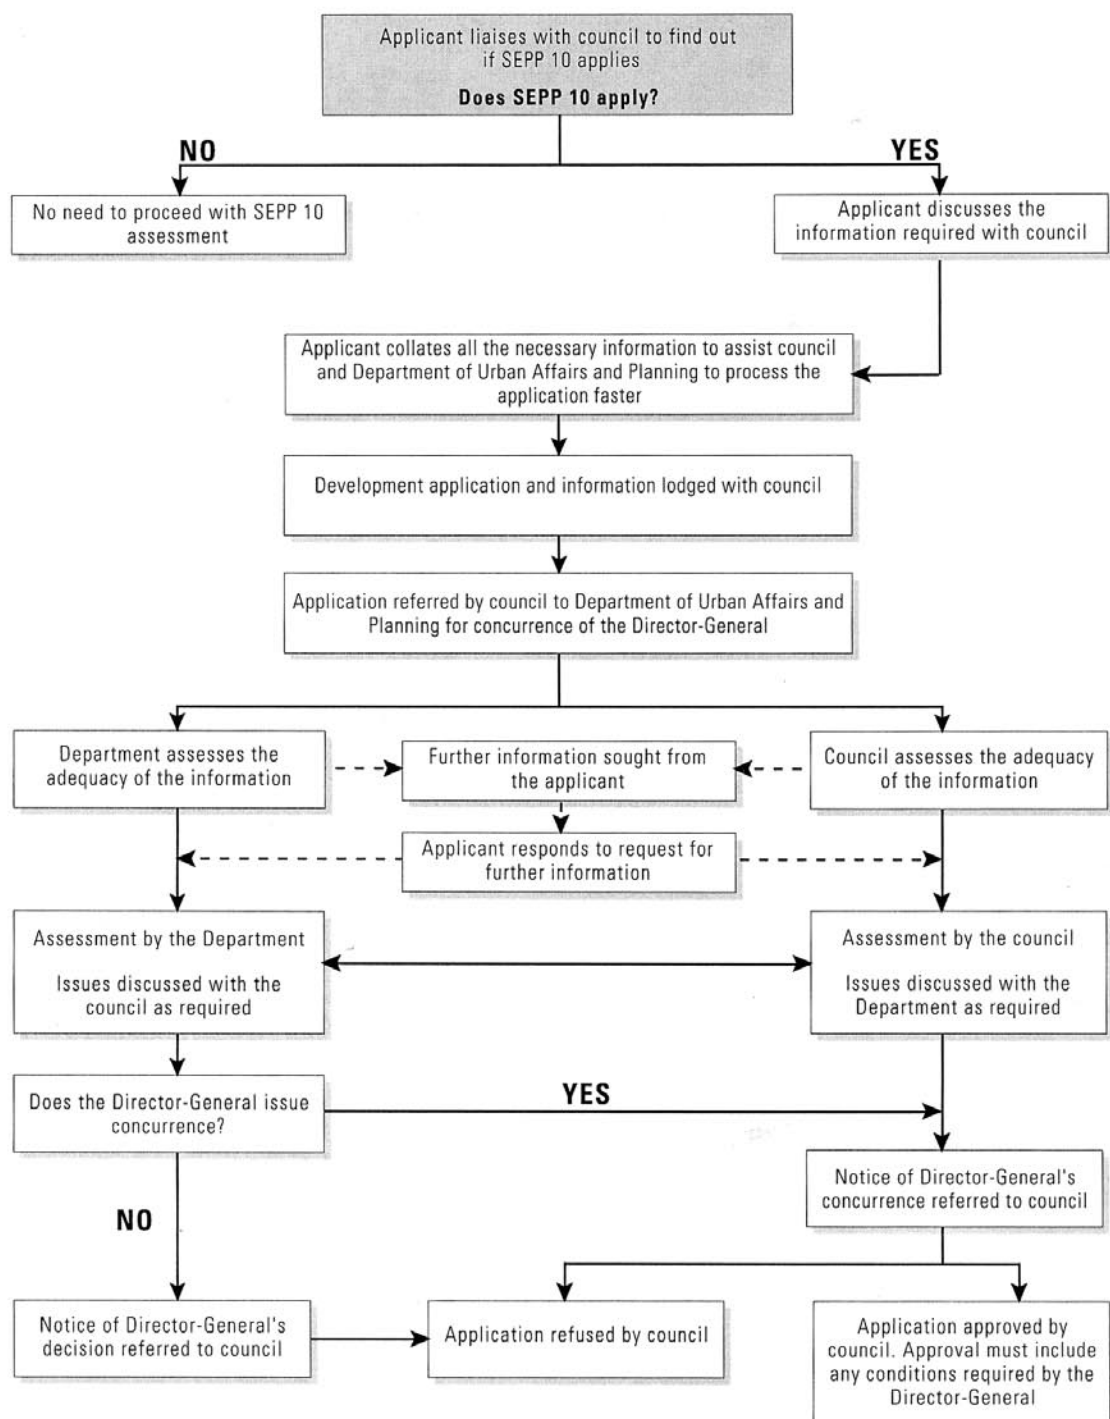 Applicant liaises with council to find out
if SEPP 10 applies
Does SEPP 10 apply?
NO
YES
No need to proceed with SEPP 10
assessment
Applicant discusses the
information required with council
Applicant collates all the necessary information to assist council
and Department of Urban Affairs and Planning to process the
application faster
Development application and information lodged with council
Application referred by council to Department of Urban Affairs and
Planning for concurrence of the Director-General
Department assesses the
adequacy of the information
Further information sought from
the applicant
Council assesses the adequacy
of the information
Applicant responds to request for
further information
Assessment by the Department
Issues discussed with the
council as required
Assessment by the council
Issues discussed with the
Department as required
Does the Director-General issue
concurrence?
YES
NO
Notice of Director-General's
concurrence referred to council
Notice of Director-General's
decision referred to council
Application refused by council
Application approved by
council. Approval must include
any conditions required by the
Director-General